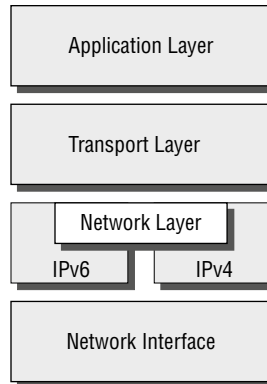 Application Layer
Transport Layer
Network Layer
IPv6 IPv4
Network Interface